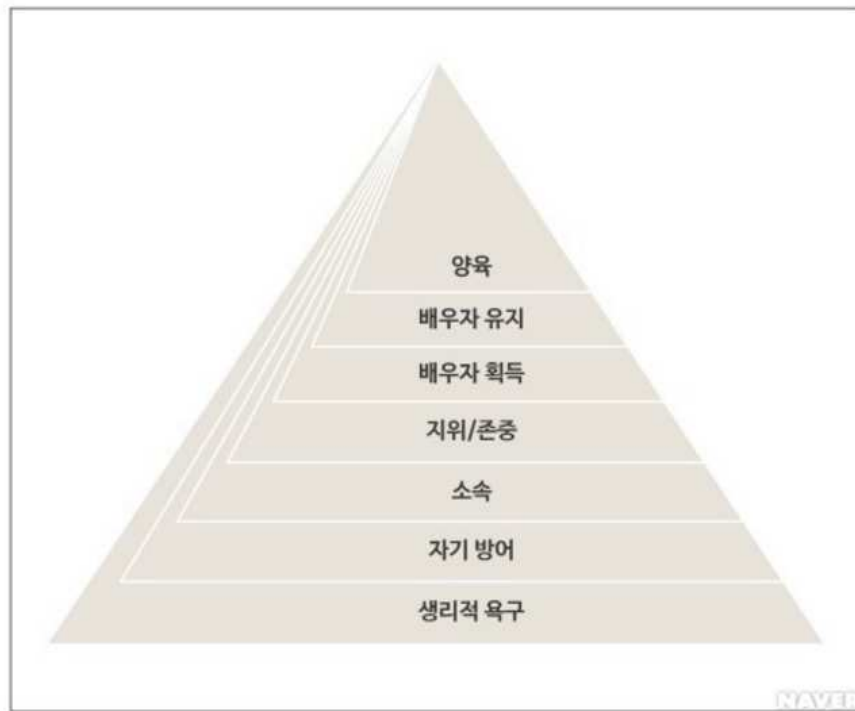 양육
배우자 유지
배우자 획득
지위/존중
소속
자기 방어
생리적 욕구
NAVER